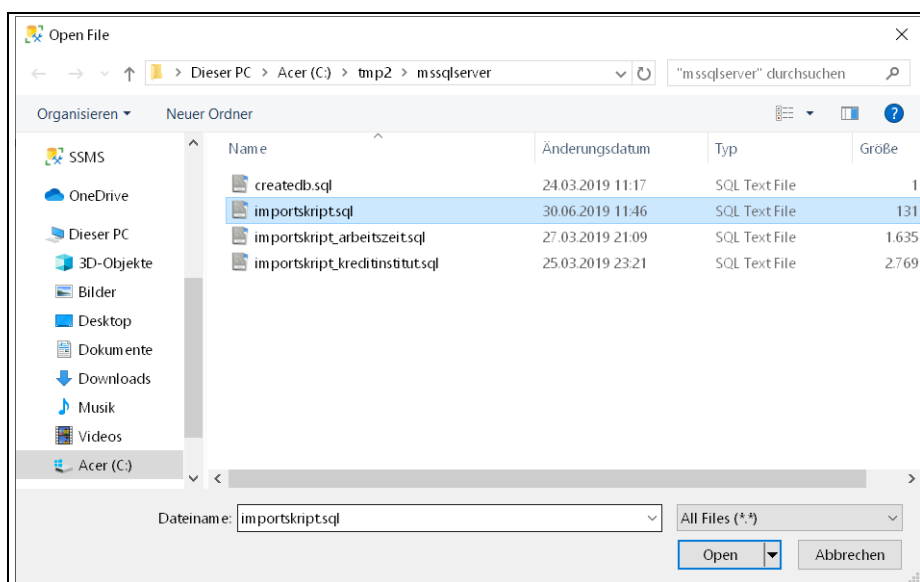 Open File
Dieser PC > Acer (C:) > tmp2 > mssqlserver
"mssqlserver" durchsuchen
Organisieren
Neuer Ordner
Name Änderungsdatum Typ Größe
SSMS
OneDrive
Dieser PC
3D-Objekte
Bilder
Desktop
Dokumente
Downloads
Musik
Videos
Acer (C:)
createdb.sql 24.03.2019 11:17 SQL Text File 1
importskript.sql 30.06.2019 11:46 SQL Text File 131
importskript_arbeitszeit.sql 27.03.2019 21:09 SQL Text File 1.635
importskript_kreditinstitut.sql 25.03.2019 23:21 SQL Text File 2.769
Dateiname: importskript.sql
All Files (*.*)
Open
Abbrechen